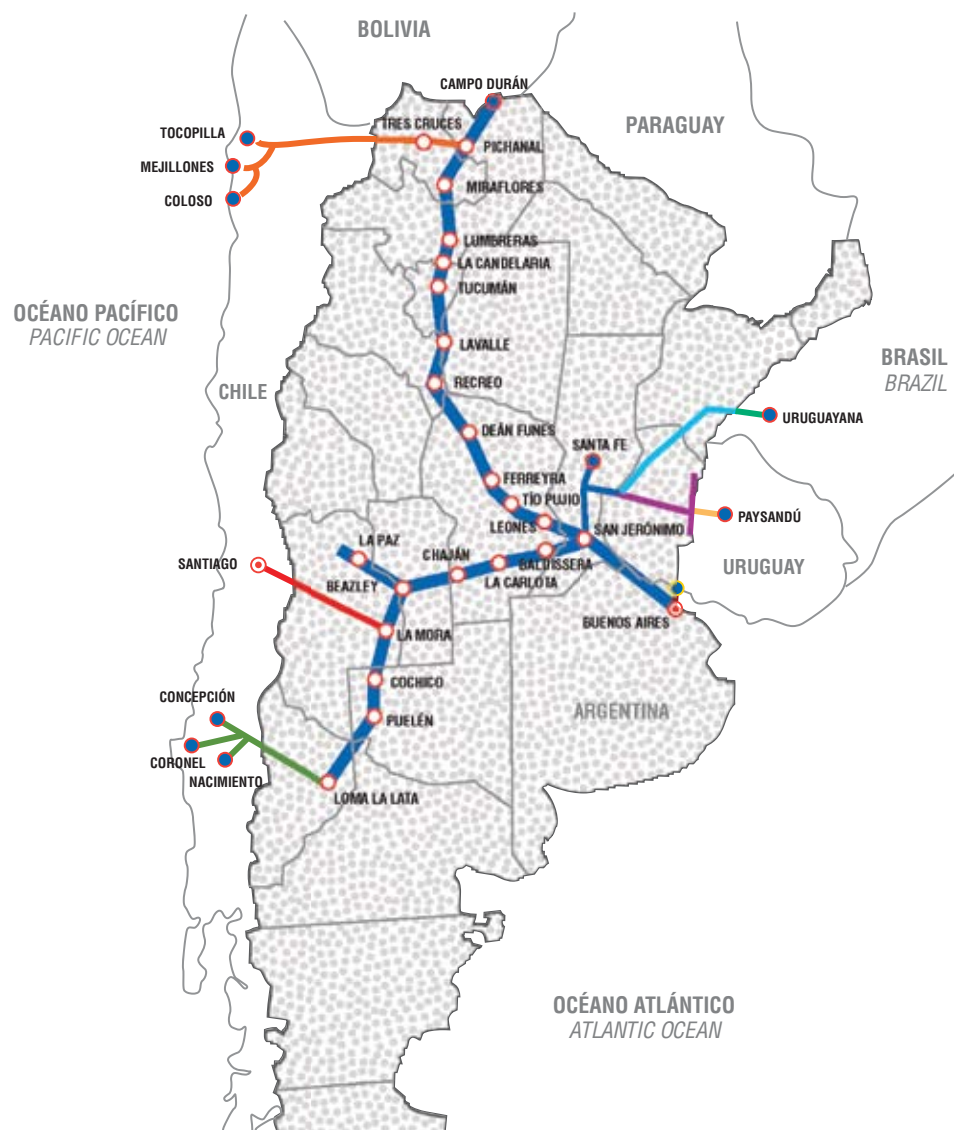 BOLIVIA
CAMPO DURÁN
TRES CRUCES
TOCOPILLA
PARAGUAY
PICHANAL
MEJILLONES
MIRAFLORES
COLOSO
LUMBRERAS
LA CANDELARIA
TUCUMÁN
OCÉANO PACÍFICO
PACIFIC OCEAN
LAVALLE
BRASIL
BRAZIL
RECREO
CHILE
URUGUAYANA
DEÁN FUNES
SANTA FE
FERREYRA
TÍO PUJIO
PAYSANDÚ
LEONES
SAN JERÓNIMO
LA PAZ
CHAJÁN
BALDISSERA
SANTIAGO
URUGUAY
LA CARLOTA
BEAZLEY
BUENOS AIRES
LA MORA
COCHICO
CONCEPCIÓN
ARGENTINA
PUELÉN
CORONEL
NACIMIENTO
LOMA LA LATA
OCÉANO ATLÁNTICO
ATLANTIC OCEAN